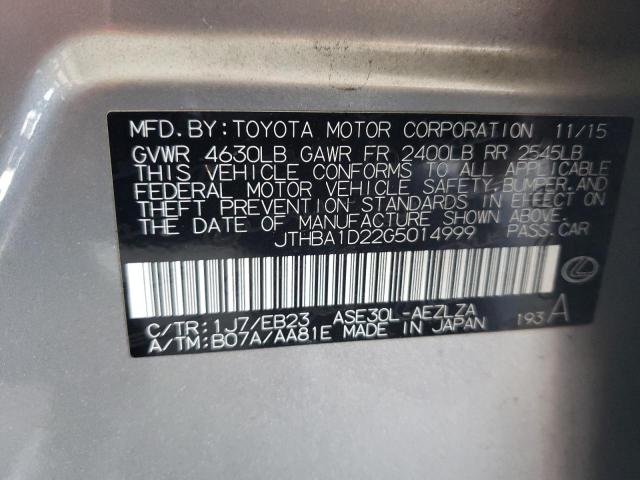 MFD.BY:TOYOTA MOTOR CORPORATION 11/15
GVWR 4630LB GAWR FR 2400LB RR 2545LB
THIS VEHICLE CONFORMS TO ALL APPLICABLE
FEDERAL MOTOR VEHICLE SAFETY,BUMPER,AND
THEFT PREVENTION STANDARDS IN EFFECT ON
THE DATE OF MANUFACTURE SHOWN ABOVE.
JTHBA1D22G5014999 PASS.CAR
C/TR:1J7/EB23 ASE30L-AEZLZA
A/TM:B07A/AA81E MADE IN JAPAN 193 A